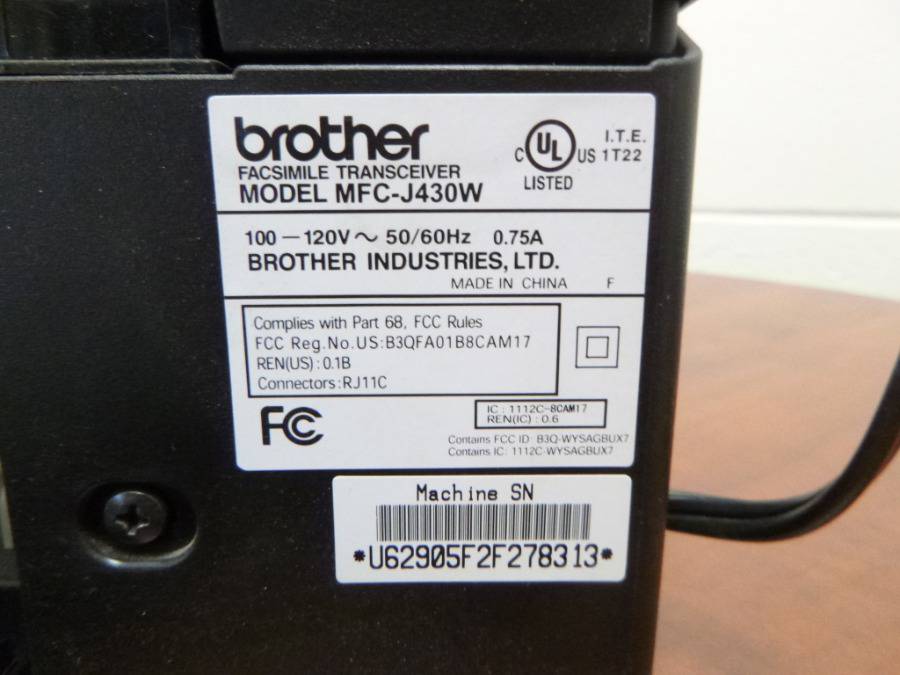 brother
FACSIMILE TRANSCEIVER
MODEL MFC-J430W
C UL US
LISTED
I.T.E.
1T22
100 — 120V ~ 50/60Hz 0.75A
BROTHER INDUSTRIES, LTD.
MADE IN CHINA F
Complies with Part 68, FCC Rules
FCC Reg.No.US:B3QFA01B8CAM17
REN(US) : 0.1B
Connectors:RJ11C
FCC
IC : 1112C-8CAM17
REN(IC) : 0.6
Contains FCC ID: B3Q-WYSAGBUX7
Contains IC: 1112C-WYSAGBUX7
Machine SN
*U62905F2F278313*